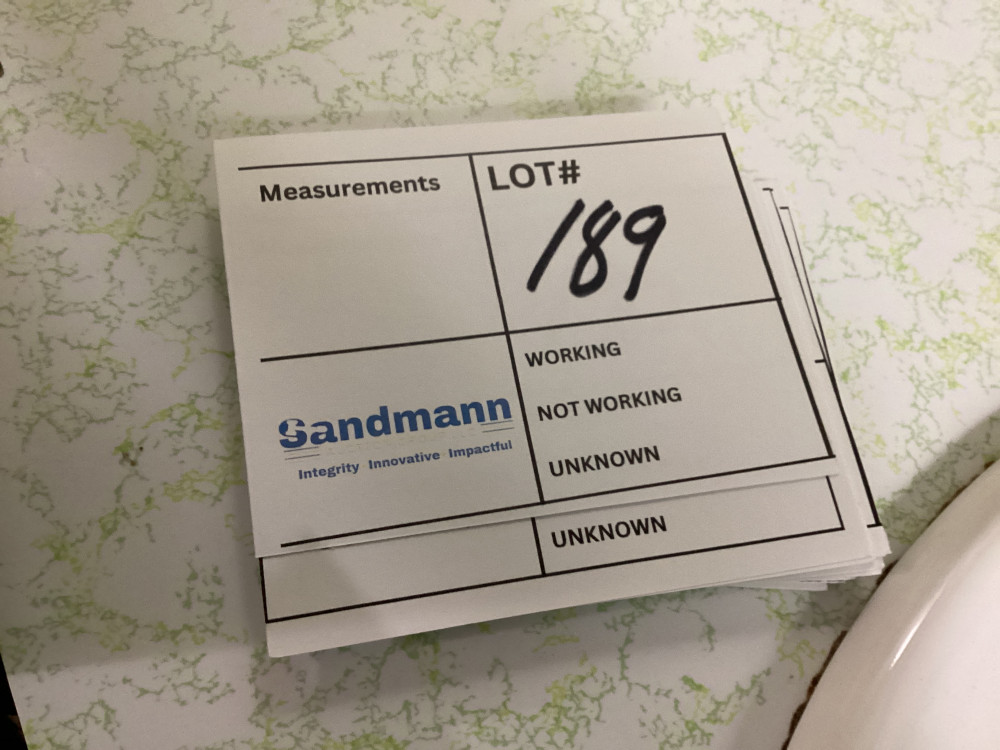 Measurements
LOT#
189
Sandmann
Integrity Innovative Impactful
WORKING
NOT WORKING
UNKNOWN
UNKNOWN